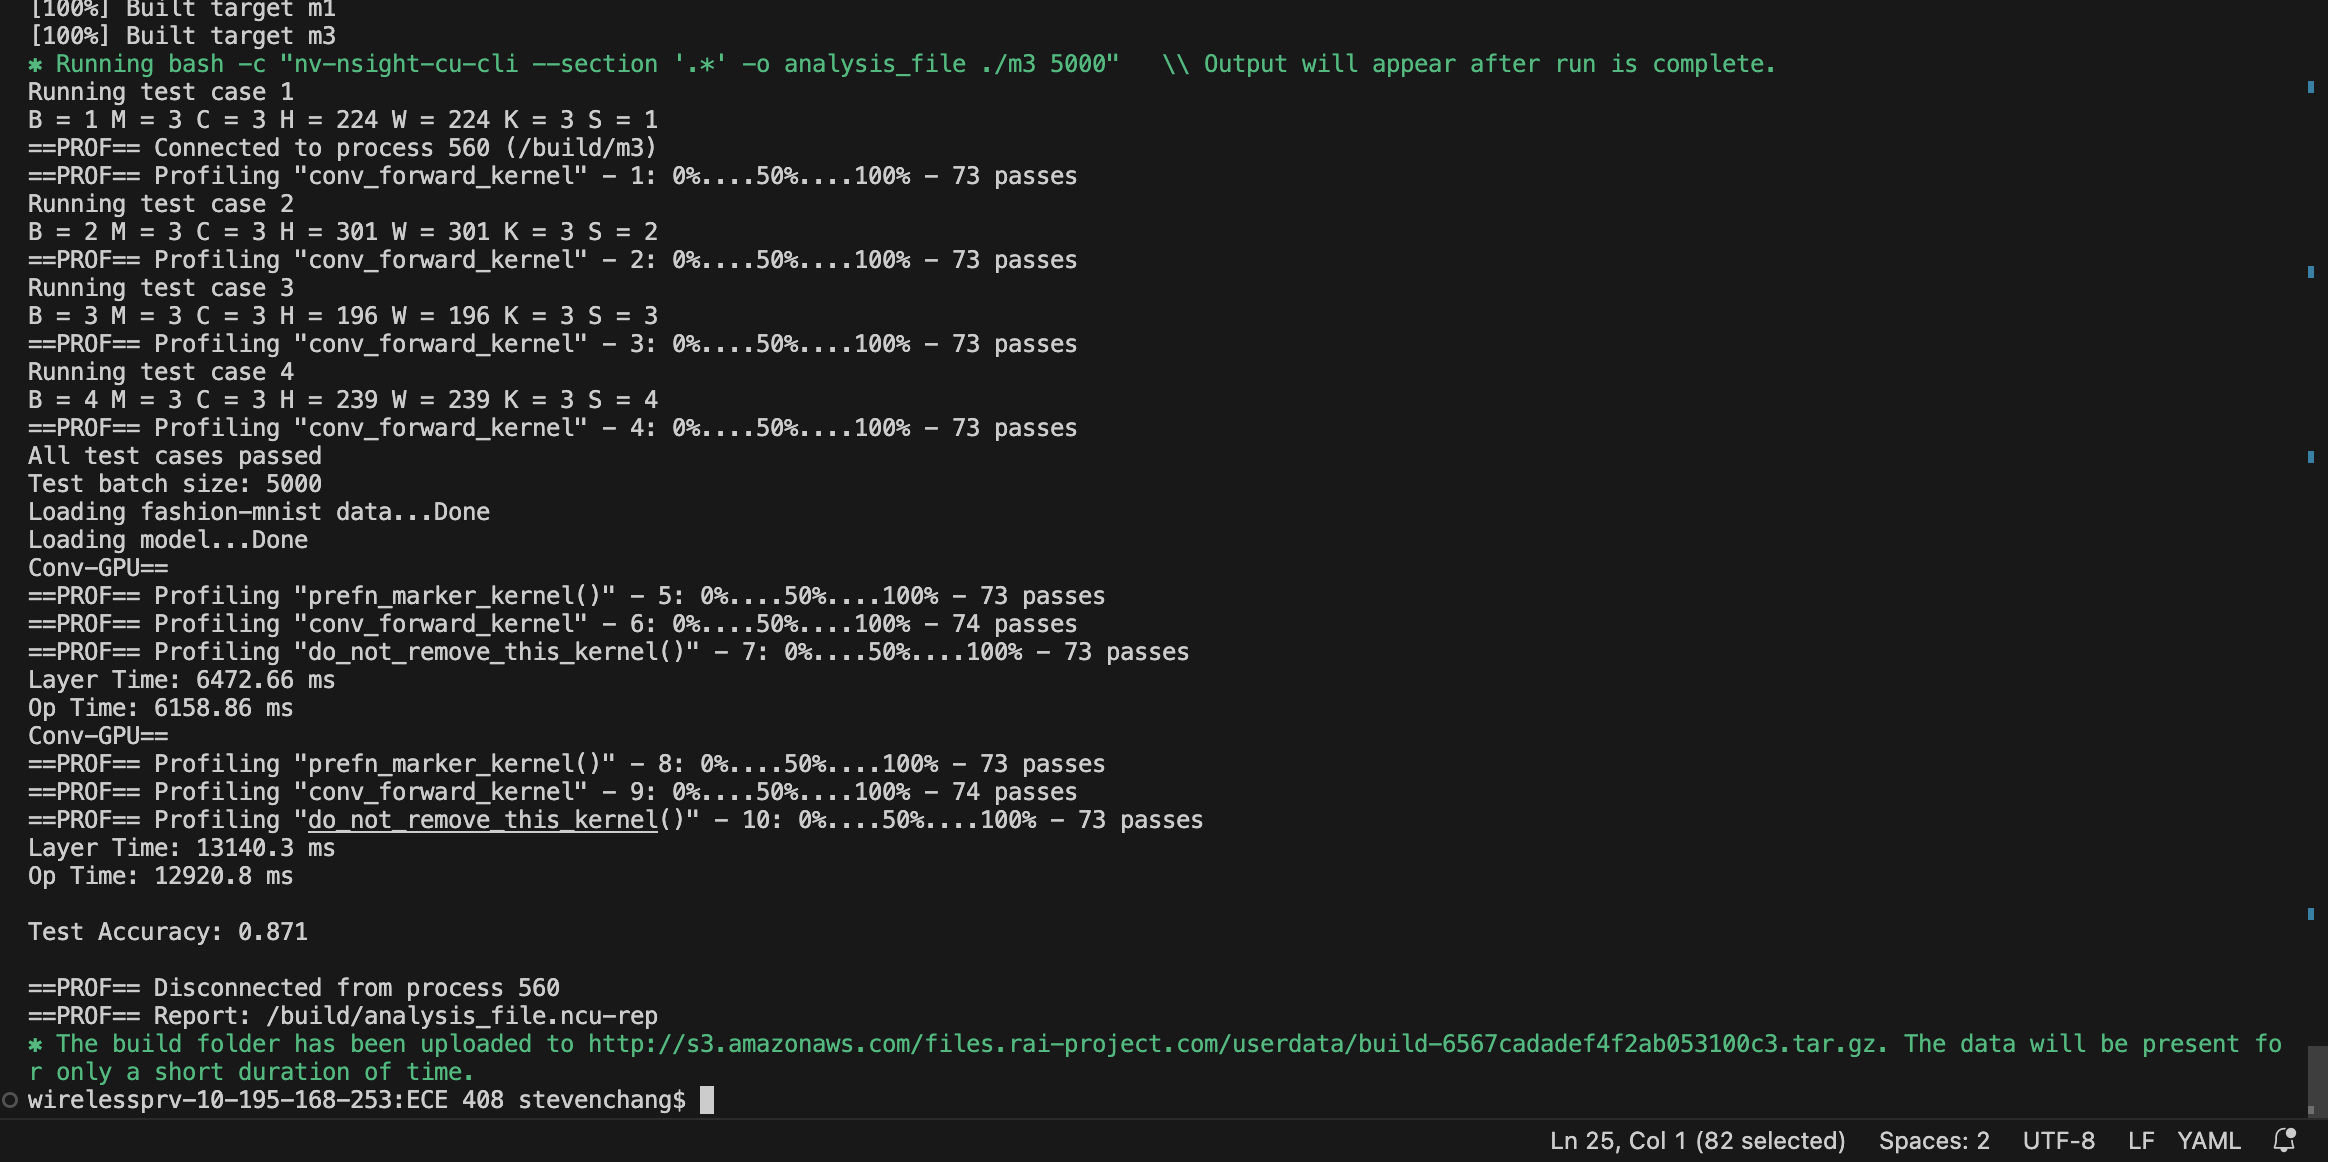 [100%] Built target m1
[100%] Built target m3
✱ Running bash -c "nv-nsight-cu-cli --section '.*' -o analysis_file ./m3 5000"   \\ Output will appear after run is complete.
Running test case 1
B = 1 M = 3 C = 3 H = 224 W = 224 K = 3 S = 1
==PROF== Connected to process 560 (/build/m3)
==PROF== Profiling "conv_forward_kernel" - 1: 0%....50%....100% - 73 passes
Running test case 2
B = 2 M = 3 C = 3 H = 301 W = 301 K = 3 S = 2
==PROF== Profiling "conv_forward_kernel" - 2: 0%....50%....100% - 73 passes
Running test case 3
B = 3 M = 3 C = 3 H = 196 W = 196 K = 3 S = 3
==PROF== Profiling "conv_forward_kernel" - 3: 0%....50%....100% - 73 passes
Running test case 4
B = 4 M = 3 C = 3 H = 239 W = 239 K = 3 S = 4
==PROF== Profiling "conv_forward_kernel" - 4: 0%....50%....100% - 73 passes
All test cases passed
Test batch size: 5000
Loading fashion-mnist data...Done
Loading model...Done
Conv-GPU==
==PROF== Profiling "prefn_marker_kernel()" - 5: 0%....50%....100% - 73 passes
==PROF== Profiling "conv_forward_kernel" - 6: 0%....50%....100% - 74 passes
==PROF== Profiling "do_not_remove_this_kernel()" - 7: 0%....50%....100% - 73 passes
Layer Time: 6472.66 ms
Op Time: 6158.86 ms
Conv-GPU==
==PROF== Profiling "prefn_marker_kernel()" - 8: 0%....50%....100% - 73 passes
==PROF== Profiling "conv_forward_kernel" - 9: 0%....50%....100% - 74 passes
==PROF== Profiling "do_not_remove_this_kernel()" - 10: 0%....50%....100% - 73 passes
Layer Time: 13140.3 ms
Op Time: 12920.8 ms
Test Accuracy: 0.871
==PROF== Disconnected from process 560
==PROF== Report: /build/analysis_file.ncu-rep
✱ The build folder has been uploaded to http://s3.amazonaws.com/files.rai-project.com/userdata/build-6567cadadef4f2ab053100c3.tar.gz. The data will be present fo
r only a short duration of time.
wirelessprv-10-195-168-253:ECE 408 stevenchang$
Ln 25, Col 1 (82 selected) Spaces: 2 UTF-8 LF YAML